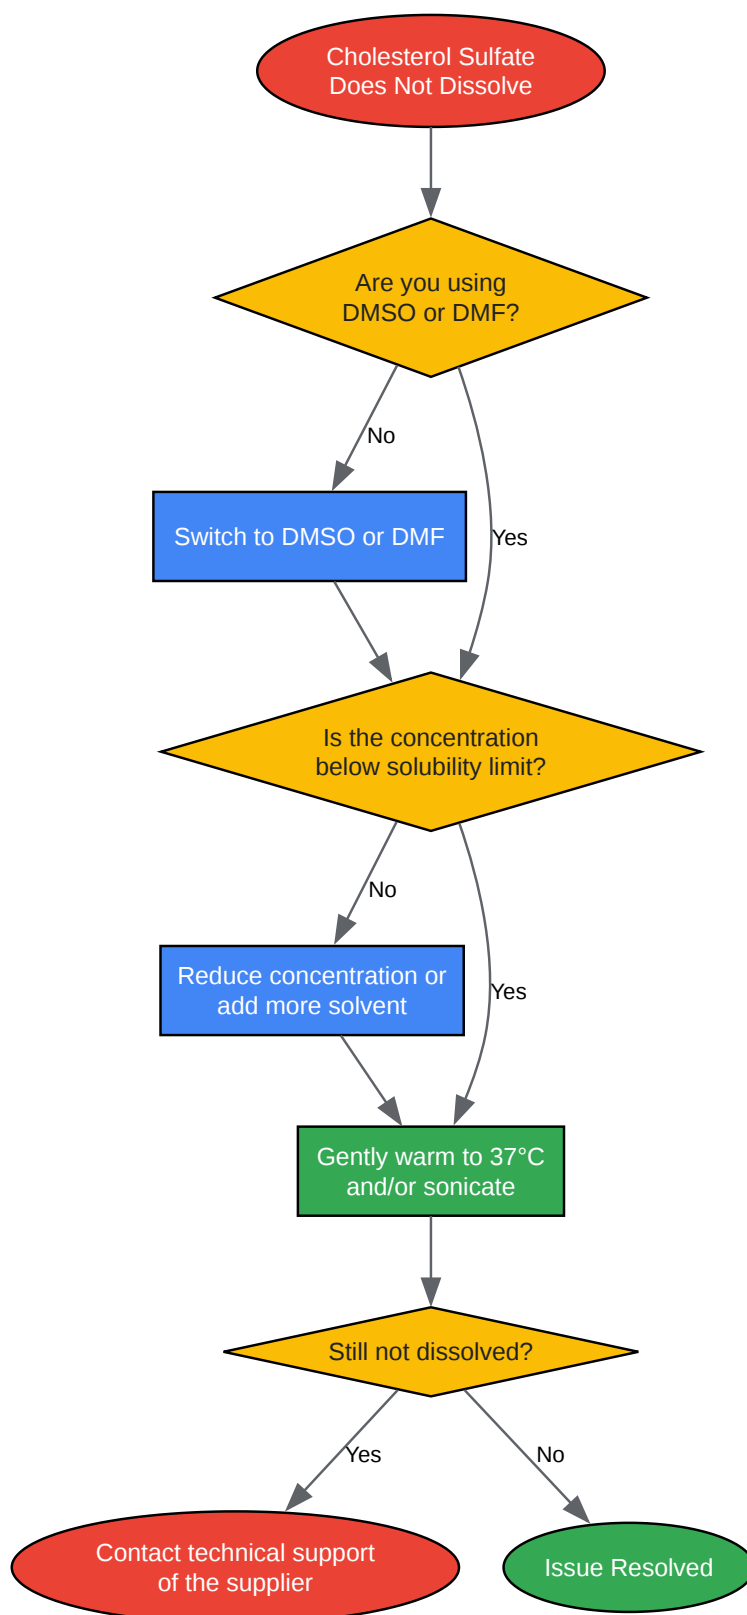 Cholesterol Sulfate
Does Not Dissolve
Are you using
DMSO or DMF?
No
Switch to DMSO or DMF
Yes
Is the concentration
below solubility limit?
No
Reduce concentration or
add more solvent
Yes
Gently warm to 37°C
and/or sonicate
Still not dissolved?
Yes
No
Contact technical support
of the supplier
Issue Resolved